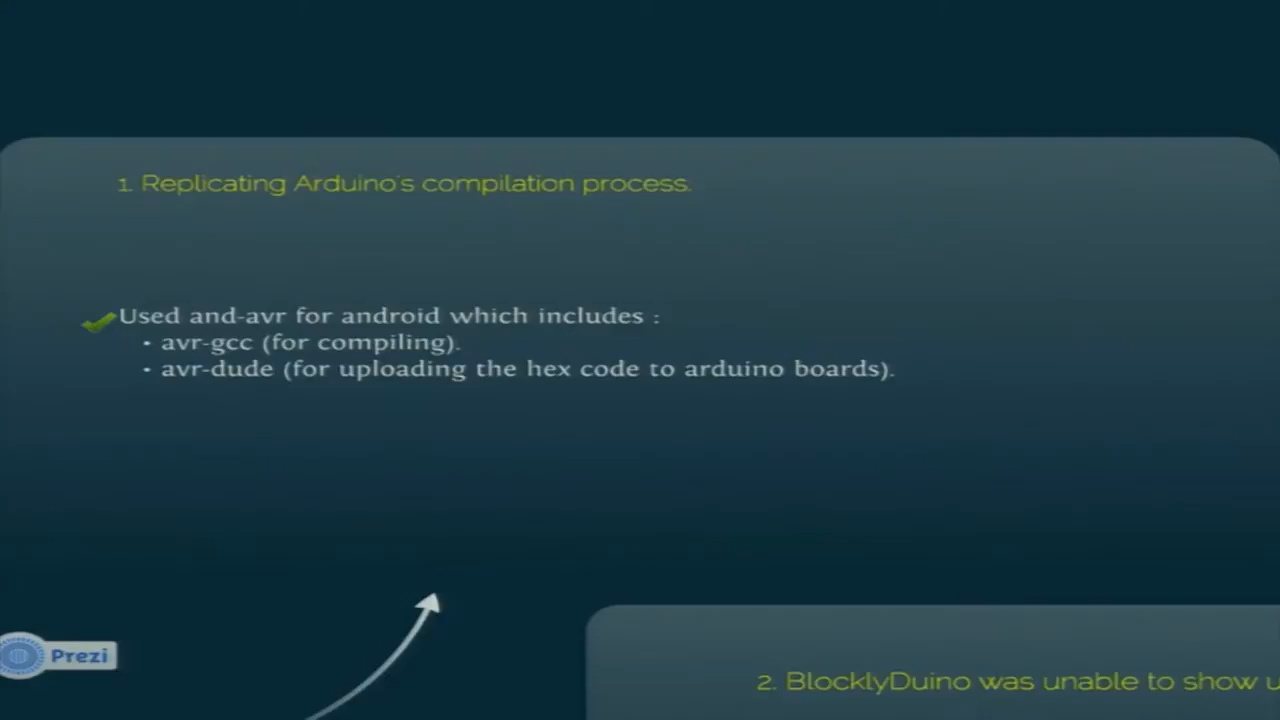 1. Replicating Arduino's compilation process.
Used and-avr for android which includes :
• avr-gcc (for compiling).
• avr-dude (for uploading the hex code to arduino boards).
Prezi
2. BlocklyDuino was unable to show